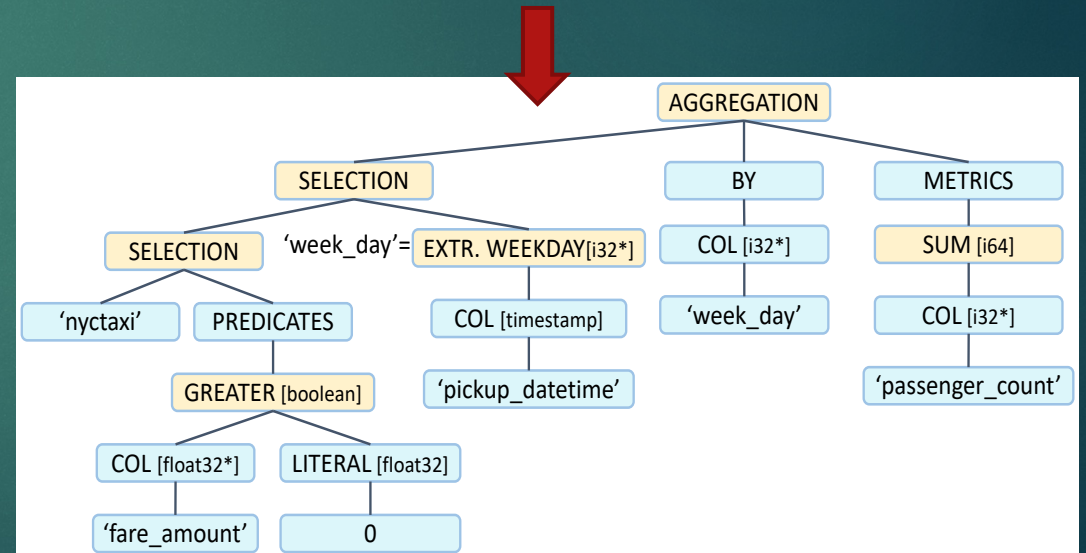 AGGREGATION
SELECTION
BY
METRICS
SELECTION
‘week_day’=
EXTR. WEEKDAY[i32*]
COL [i32*]
SUM [i64]
‘nyctaxi’
PREDICATES
COL [timestamp]
‘week_day’
COL [i32*]
GREATER [boolean]
‘pickup_datetime’
‘passenger_count’
COL [float32*]
LITERAL [float32]
‘fare_amount’
0